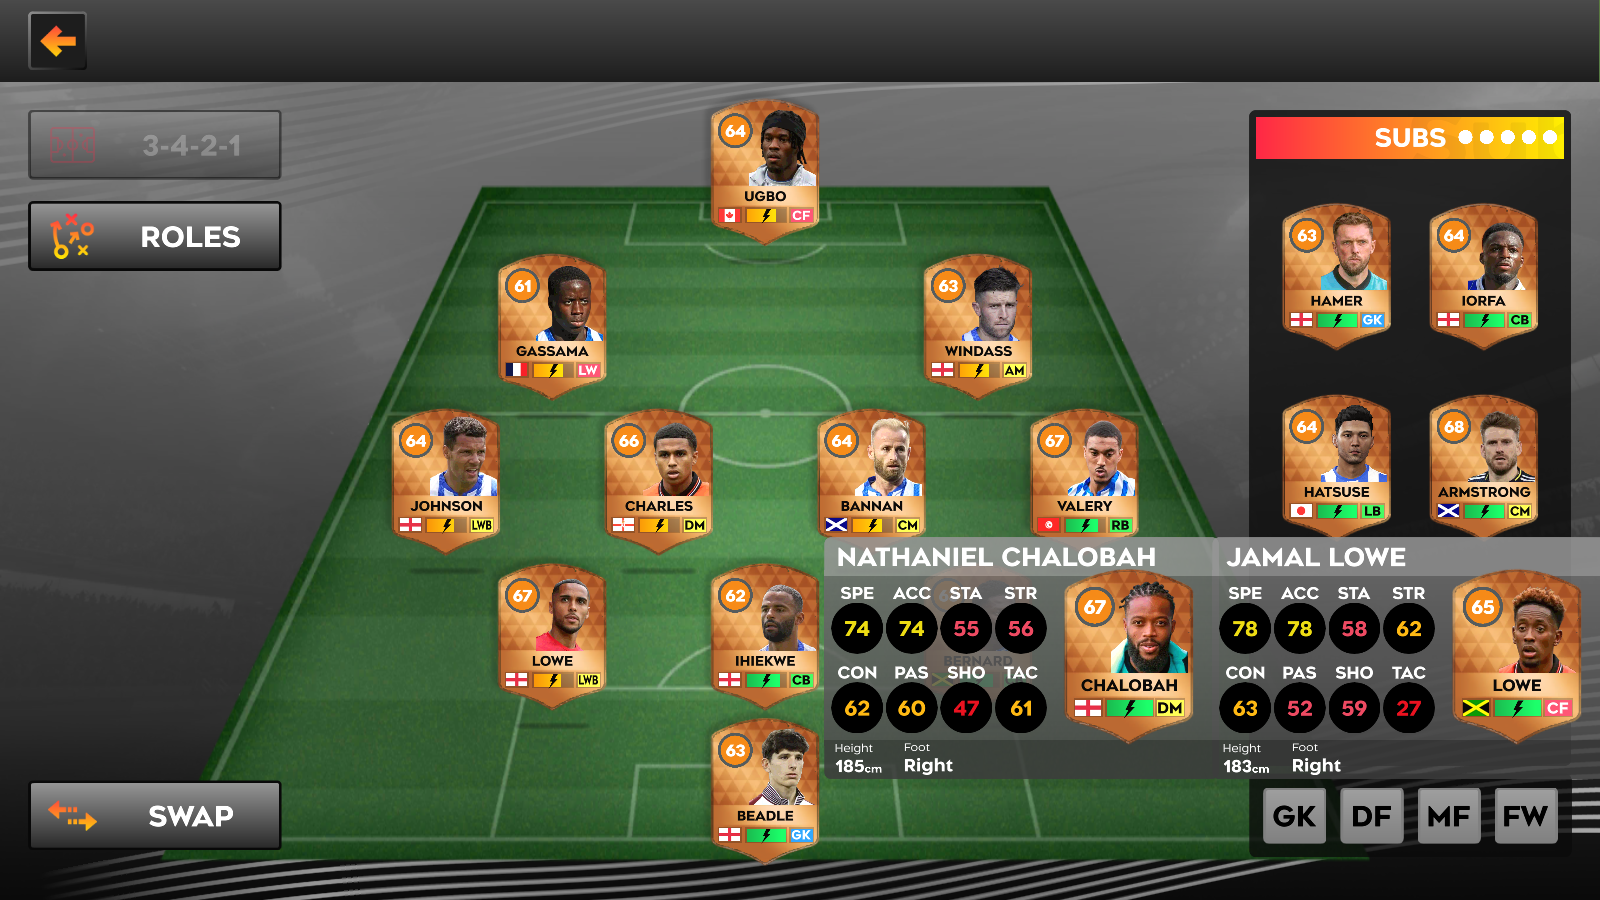 3-4-2-1
ROLES
SWAP
64
UGBO
CF
61
GASSAMA
LW
63
WINDASS
AM
64
JOHNSON
LWB
66
CHARLES
DM
64
BANNAN
CM
67
VALERY
RB
67
LOWE
LWB
62
IHIEKWE
CB
BERNARD
63
BEADLE
GK
SUBS
63
HAMER
GK
64
IORFA
CB
64
HATSUSE
LB
68
ARMSTRONG
CM
NATHANIEL CHALOBAH
SPE ACC STA STR
74 74 55 56
CON PAS SHO TAC
62 60 47 61
Height Foot
185cm Right
67
CHALOBAH
DM
JAMAL LOWE
SPE ACC STA STR
78 78 58 62
CON PAS SHO TAC
63 52 59 27
Height Foot
183cm Right
65
LOWE
CF
GK DF MF FW